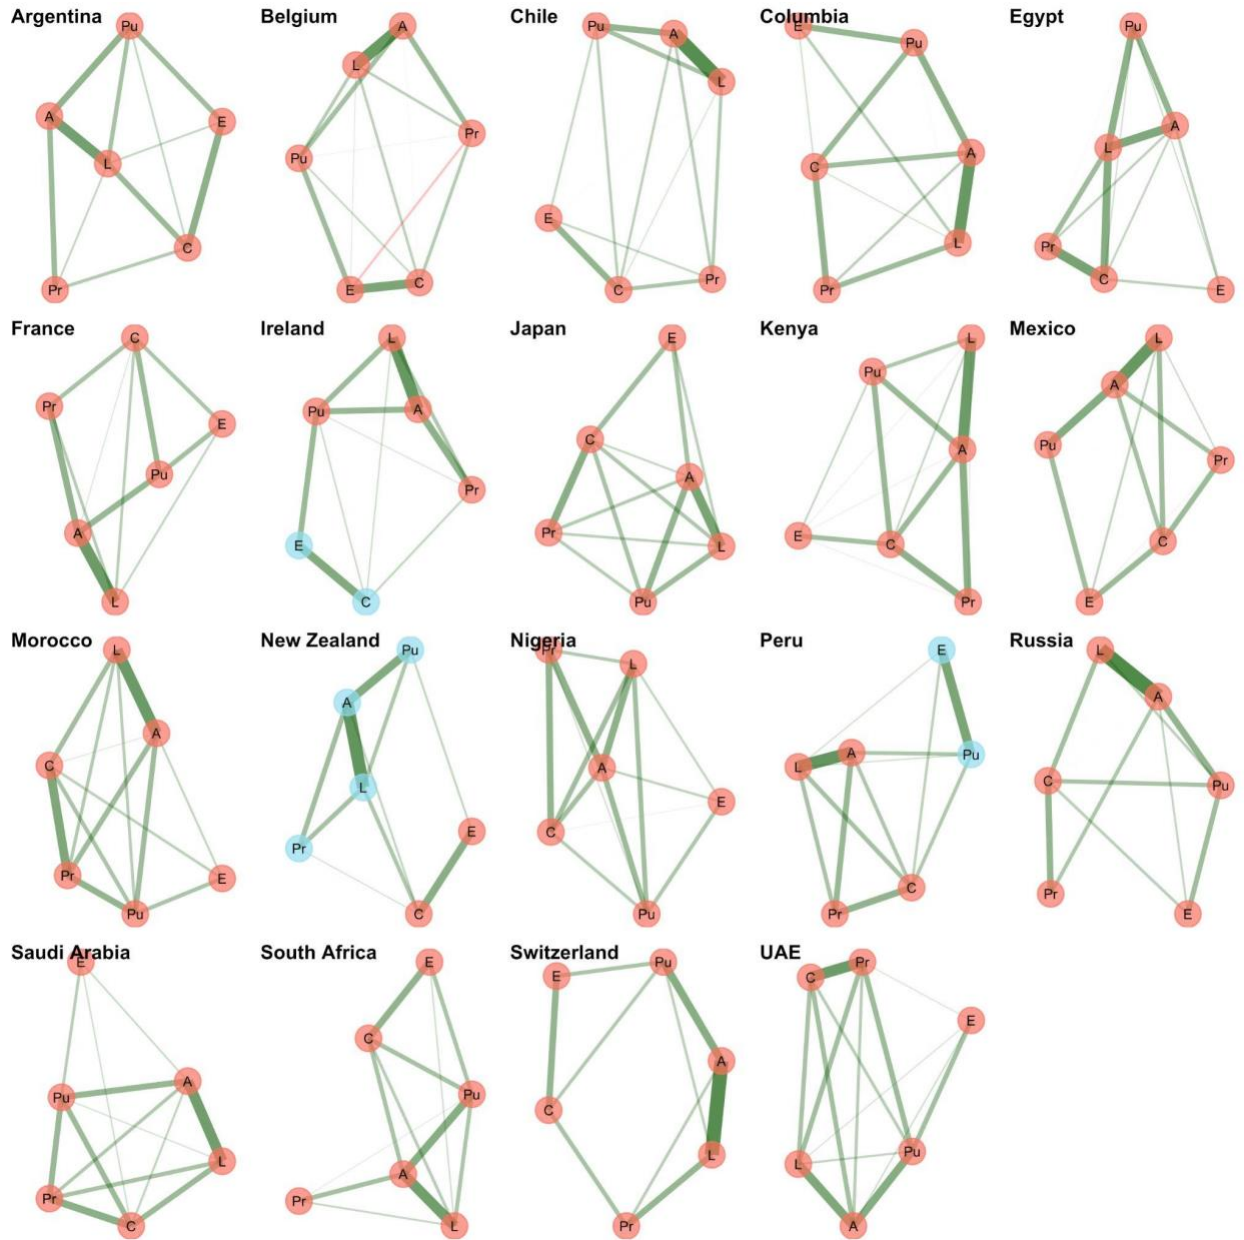 Argentina Belgium Chile Columbia Egypt
Pu A L E C Pr
A L Pr Pu C E
Pu A L E C Pr
E Pu C A L Pr
Pu A L Pr C E
France Ireland Japan Kenya Mexico
C Pr E Pu A L
L Pu A Pr E C
E C A Pr L Pu
L Pu A E C Pr
L A Pu Pr C E
Morocco New Zealand Nigeria Peru Russia
L A C Pr E Pu
Pu A L E Pr C
Pr L A E C Pu
E Pu A L C Pr
L A C Pu Pr E
Saudi Arabia South Africa Switzerland UAE
E A Pu L Pr C
E C Pu A Pr L
Pu E A C L Pr
Pr C E Pu L A